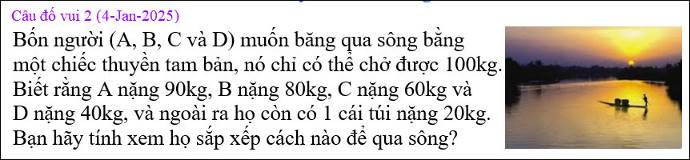 Câu đố vui 2 (4-Jan-2025)
Bốn người (A, B, C và D) muốn băng qua sông bằng
một chiếc thuyền tam bản, nó chỉ có thể chở được 100kg.
Biết rằng A nặng 90kg, B nặng 80kg, C nặng 60kg và
D nặng 40kg, và ngoài ra họ còn có 1 cái túi nặng 20kg.
Bạn hãy tính xem họ sắp xếp cách nào để qua sông?